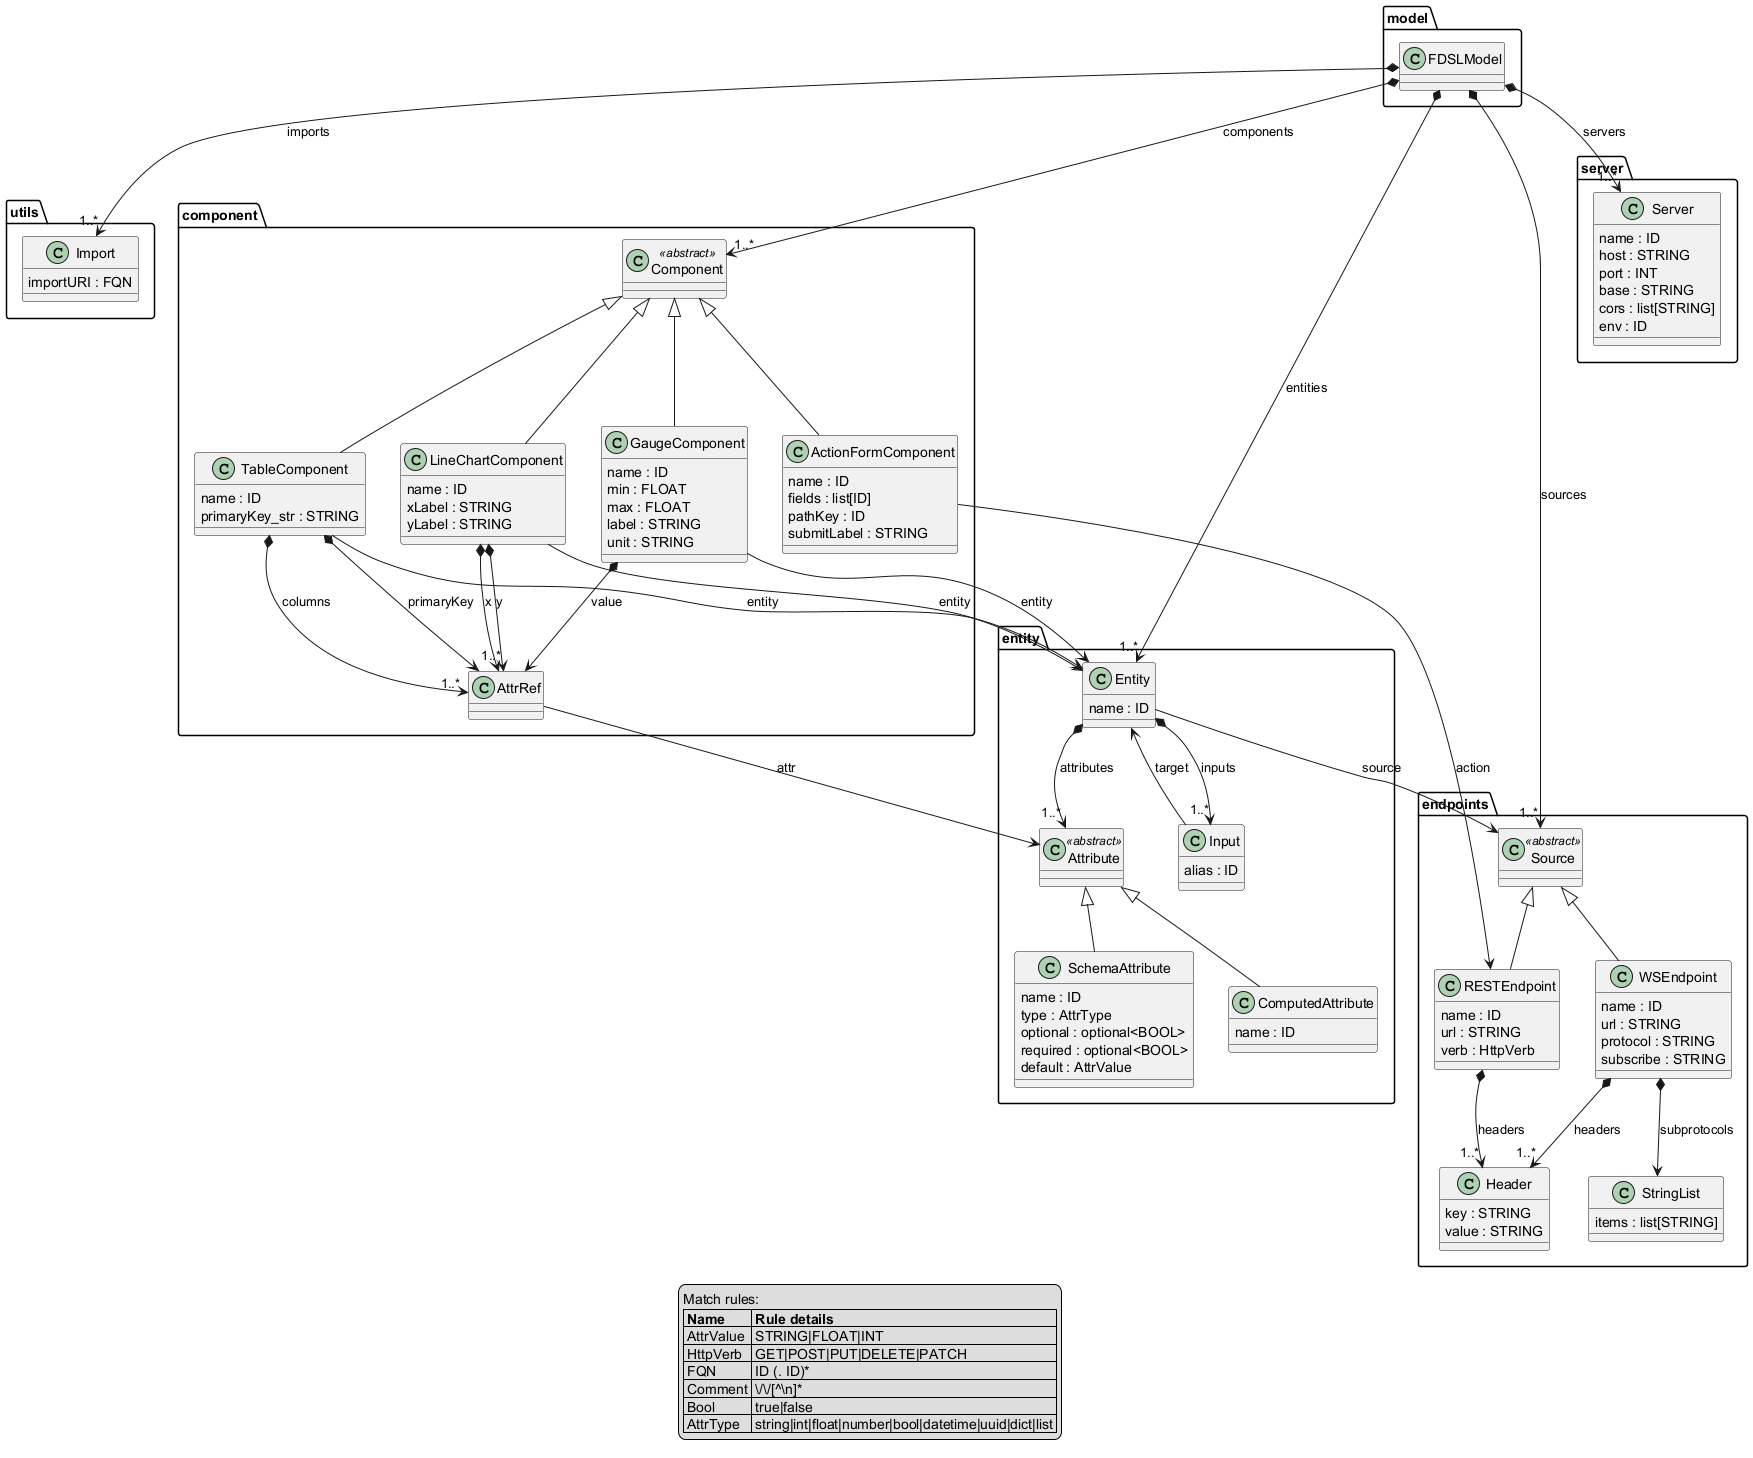 model
C FDSLModel
imports
components
servers
utils
1..*
C Import
importURI : FQN
component
C «abstract»
Component
1..*
server
1..*
C Server
name : ID
host : STRING
port : INT
base : STRING
cors : list[STRING]
env : ID
entities
sources
C TableComponent
name : ID
primaryKey_str : STRING
C LineChartComponent
name : ID
xLabel : STRING
yLabel : STRING
C GaugeComponent
name : ID
min : FLOAT
max : FLOAT
label : STRING
unit : STRING
C ActionFormComponent
name : ID
fields : list[ID]
pathKey : ID
submitLabel : STRING
columns
primaryKey
x
y
value
entity
entity
entity
1..*
1..*
C AttrRef
attr
entity
1..*
C Entity
name : ID
attributes
target
inputs
source
action
1..*
C «abstract»
Attribute
1..*
C Input
alias : ID
C SchemaAttribute
name : ID
type : AttrType
optional : optional<BOOL>
required : optional<BOOL>
default : AttrValue
C ComputedAttribute
name : ID
endpoints
1..*
C «abstract»
Source
C RESTEndpoint
name : ID
url : STRING
verb : HttpVerb
C WSEndpoint
name : ID
url : STRING
protocol : STRING
subscribe : STRING
headers
headers
subprotocols
1..*
1..*
C Header
key : STRING
value : STRING
C StringList
items : list[STRING]
Match rules:
Name Rule details
AttrValue STRING|FLOAT|INT
HttpVerb GET|POST|PUT|DELETE|PATCH
FQN ID (. ID)*
Comment \/\/[^\n]*
Bool true|false
AttrType string|int|float|number|bool|datetime|uuid|dict|list